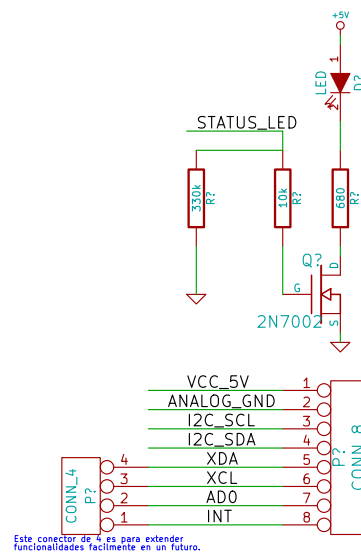 +5V
1
LED
D?
2
STATUS_LED
330k
R?
10k
R?
680
R?
Q?
D
G
S
2N7002
VCC_5V 1
ANALOG_GND 2
I2C_SCL 3
I2C_SDA 4
4 XDA 5
3 XCL 6
2 AD0 7
1 INT 8
CONN_4
P?
P?
CONN_8
Este conector de 4 es para extender
funcionalidades facilmente en un futuro.